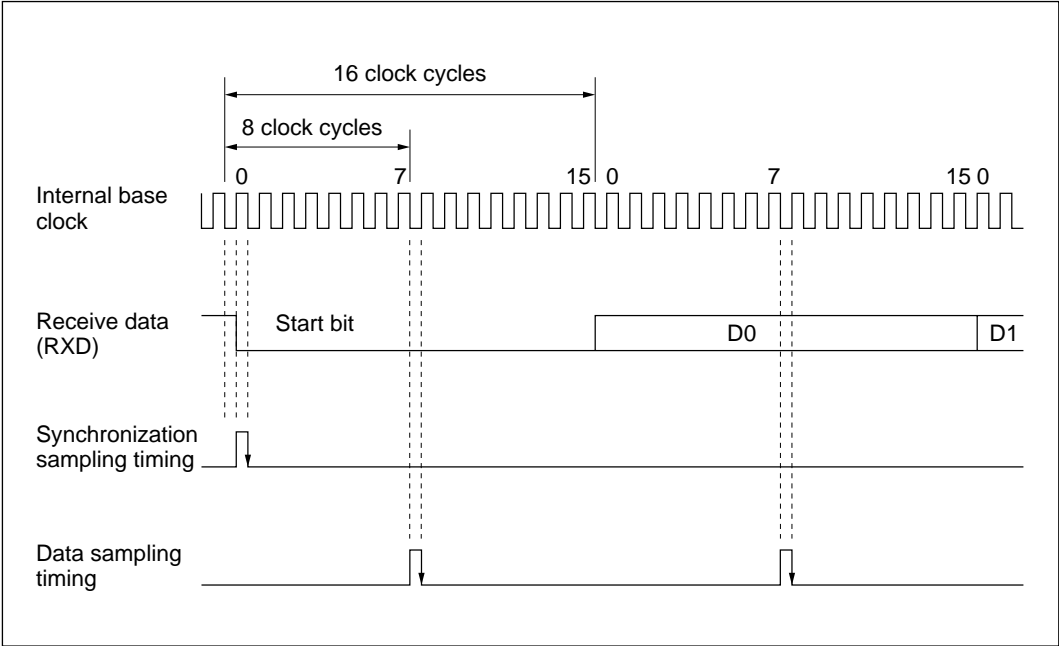 16 clock cycles
8 clock cycles
0 7 15 0 7 15 0
Internal base
clock
Receive data
(RXD)
Start bit
D0
D1
Synchronization
sampling timing
Data sampling
timing